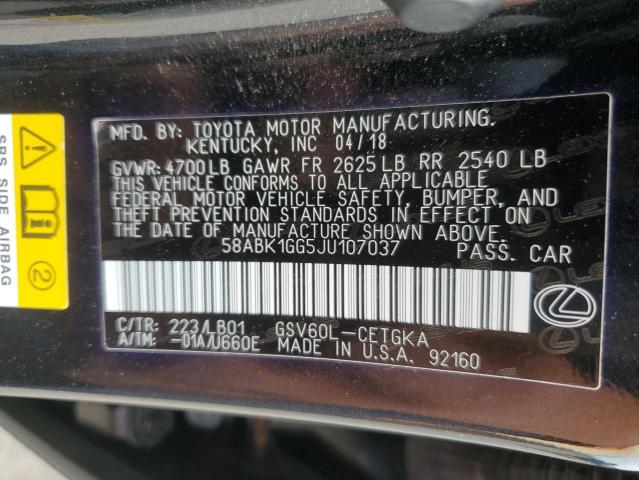 MFD. BY: TOYOTA MOTOR MANUFACTURING.
KENTUCKY, INC 04/18
GVWR: 4700 LB GAWR FR 2625 LB RR 2540 LB
THIS VEHICLE CONFORMS TO ALL APPLICABLE
FEDERAL MOTOR VEHICLE SAFETY, BUMPER, AND
THEFT PREVENTION STANDARDS IN EFFECT ON
THE DATE OF MANUFACTURE SHOWN ABOVE.
58ABK1GG5JU107037 PASS. CAR
C/TR: 223/LB01 GSV60L-CETGKA
A/TM: -01A/U660E MADE IN U.S.A. 92160
SRS SIDE AIRBAG
2